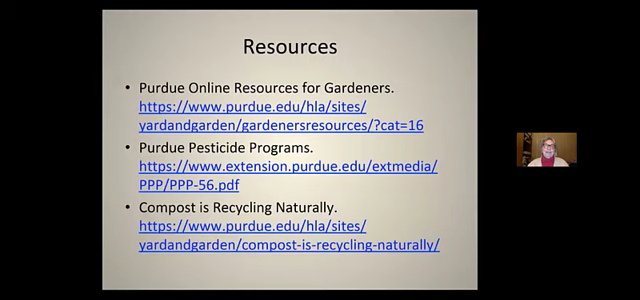 Resources
• Purdue Online Resources for Gardeners.
https://www.purdue.edu/hla/sites/
yardandgarden/gardenersresources/?cat=16
• Purdue Pesticide Programs.
https://www.extension.purdue.edu/extmedia/
PPP/PPP-56.pdf
• Compost is Recycling Naturally.
https://www.purdue.edu/hla/sites/
yardandgarden/compost-is-recycling-naturally/